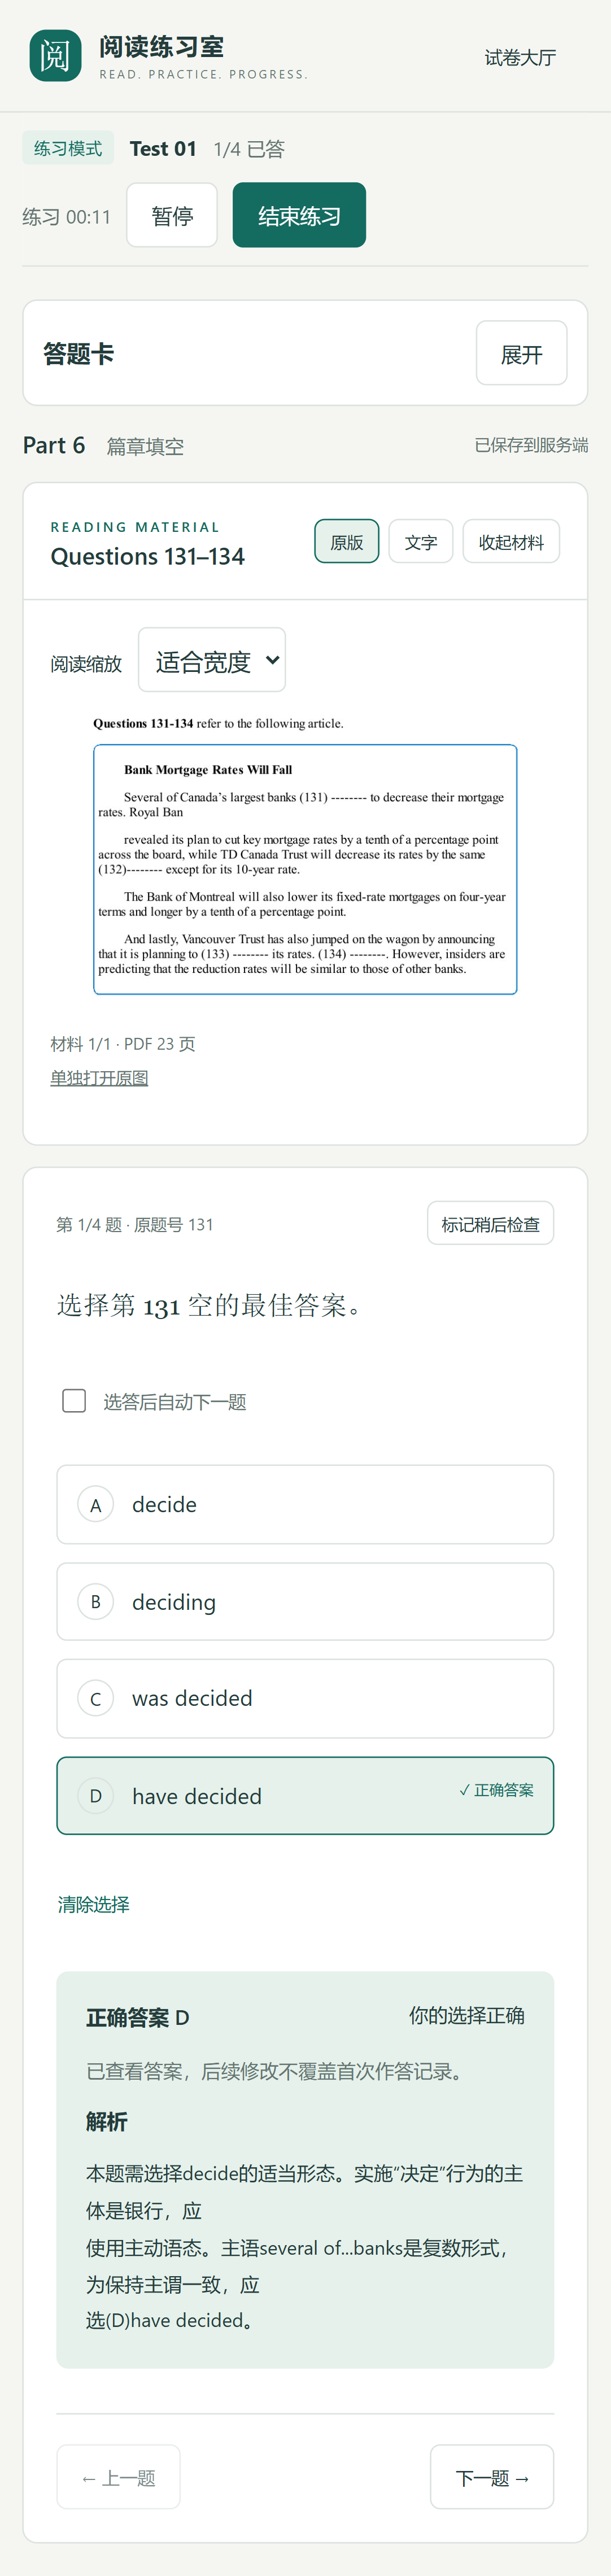 阅
阅读练习室
READ. PRACTICE. PROGRESS.
试卷大厅
练习模式 Test 01 1/4 已答
练习 00:11 暂停 结束练习
答题卡 展开
Part 6 篇章填空 已保存到服务端
READING MATERIAL
Questions 131–134
原版 文字 收起材料
阅读缩放 适合宽度
Questions 131-134 refer to the following article.
Bank Mortgage Rates Will Fall
Several of Canada's largest banks (131) -------- to decrease their mortgage
rates. Royal Ban
revealed its plan to cut key mortgage rates by a tenth of a percentage point
across the board, while TD Canada Trust will decrease its rates by the same
(132)-------- except for its 10-year rate.
The Bank of Montreal will also lower its fixed-rate mortgages on four-year
terms and longer by a tenth of a percentage point.
And lastly, Vancouver Trust has also jumped on the wagon by announcing
that it is planning to (133) -------- its rates. (134) --------. However, insiders are
predicting that the reduction rates will be similar to those of other banks.
材料 1/1 · PDF 23 页
单独打开原图
第 1/4 题 · 原题号 131 标记稍后检查
选择第 131 空的最佳答案。
选答后自动下一题
A decide
B deciding
C was decided
D have decided ✓ 正确答案
清除选择
正确答案 D 你的选择正确
已查看答案，后续修改不覆盖首次作答记录。
解析
本题需选择decide的适当形态。实施“决定”行为的主
体是银行，应
使用主动语态。主语several of...banks是复数形式，
为保持主谓一致，应
选(D)have decided。
← 上一题 下一题 →